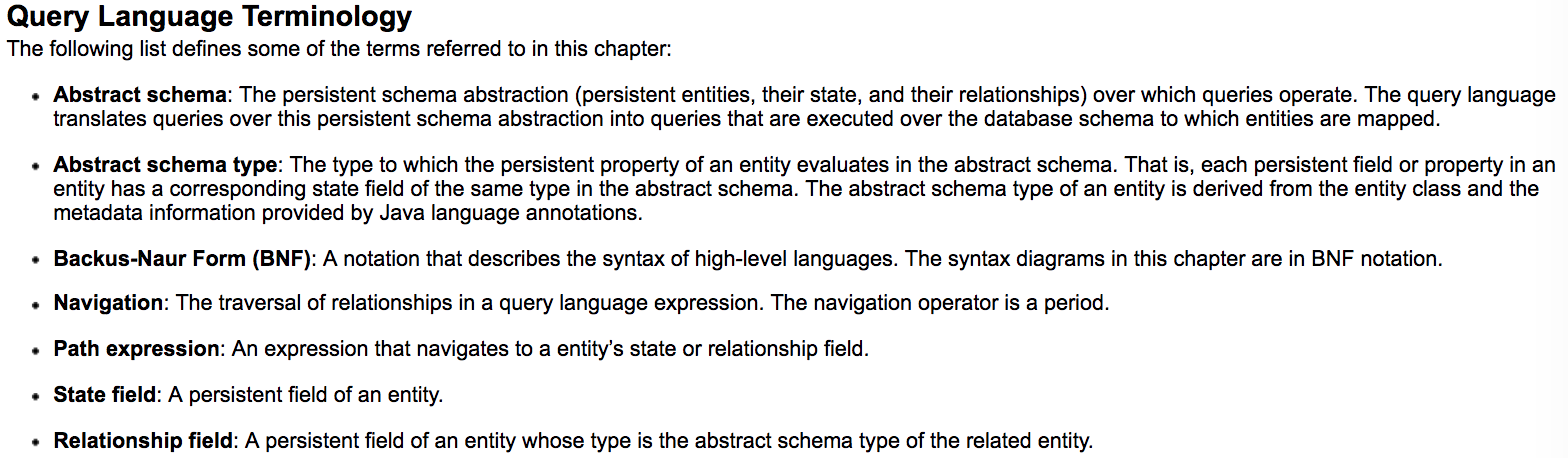 Query Language Terminology
The following list defines some of the terms referred to in this chapter:
• Abstract schema: The persistent schema abstraction (persistent entities, their state, and their relationships) over which queries operate. The query language
translates queries over this persistent schema abstraction into queries that are executed over the database schema to which entities are mapped.
• Abstract schema type: The type to which the persistent property of an entity evaluates in the abstract schema. That is, each persistent field or property in an
entity has a corresponding state field of the same type in the abstract schema. The abstract schema type of an entity is derived from the entity class and the
metadata information provided by Java language annotations.
• Backus-Naur Form (BNF): A notation that describes the syntax of high-level languages. The syntax diagrams in this chapter are in BNF notation.
• Navigation: The traversal of relationships in a query language expression. The navigation operator is a period.
• Path expression: An expression that navigates to a entity’s state or relationship field.
• State field: A persistent field of an entity.
• Relationship field: A persistent field of an entity whose type is the abstract schema type of the related entity.